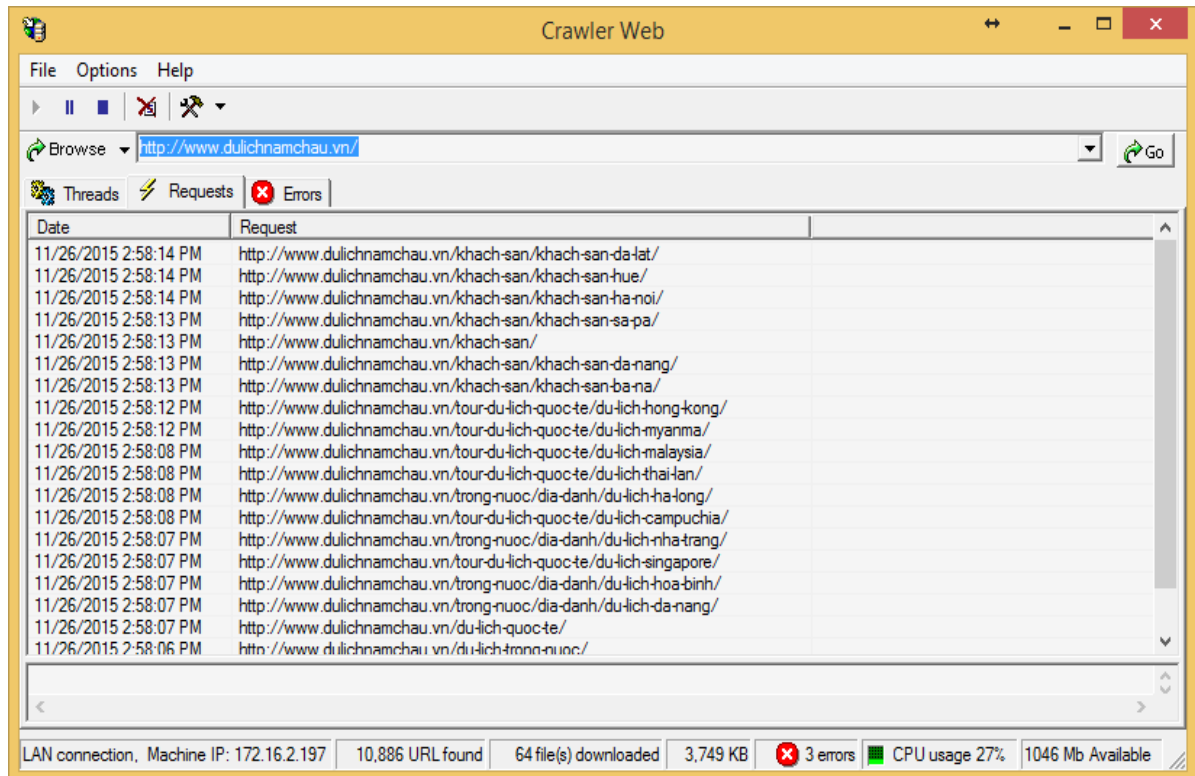 Crawler Web
File Options Help
Browse http://www.dulichnamchau.vn/ Go
Threads Requests Errors
Date Request
11/26/2015 2:58:14 PM http://www.dulichnamchau.vn/khach-san/khach-san-da-lat/
11/26/2015 2:58:14 PM http://www.dulichnamchau.vn/khach-san/khach-san-hue/
11/26/2015 2:58:14 PM http://www.dulichnamchau.vn/khach-san/khach-san-ha-noi/
11/26/2015 2:58:13 PM http://www.dulichnamchau.vn/khach-san/khach-san-sa-pa/
11/26/2015 2:58:13 PM http://www.dulichnamchau.vn/khach-san/
11/26/2015 2:58:13 PM http://www.dulichnamchau.vn/khach-san/khach-san-da-nang/
11/26/2015 2:58:13 PM http://www.dulichnamchau.vn/khach-san/khach-san-ba-na/
11/26/2015 2:58:12 PM http://www.dulichnamchau.vn/tour-du-lich-quoc-te/du-lich-hong-kong/
11/26/2015 2:58:12 PM http://www.dulichnamchau.vn/tour-du-lich-quoc-te/du-lich-myanma/
11/26/2015 2:58:08 PM http://www.dulichnamchau.vn/tour-du-lich-quoc-te/du-lich-malaysia/
11/26/2015 2:58:08 PM http://www.dulichnamchau.vn/tour-du-lich-quoc-te/du-lich-thai-lan/
11/26/2015 2:58:08 PM http://www.dulichnamchau.vn/trong-nuoc/dia-danh/du-lich-ha-long/
11/26/2015 2:58:08 PM http://www.dulichnamchau.vn/tour-du-lich-quoc-te/du-lich-campuchia/
11/26/2015 2:58:07 PM http://www.dulichnamchau.vn/trong-nuoc/dia-danh/du-lich-nha-trang/
11/26/2015 2:58:07 PM http://www.dulichnamchau.vn/tour-du-lich-quoc-te/du-lich-singapore/
11/26/2015 2:58:07 PM http://www.dulichnamchau.vn/trong-nuoc/dia-danh/du-lich-hoa-binh/
11/26/2015 2:58:07 PM http://www.dulichnamchau.vn/trong-nuoc/dia-danh/du-lich-da-nang/
11/26/2015 2:58:07 PM http://www.dulichnamchau.vn/du-lich-quoc-te/
11/26/2015 2:58:06 PM http://www.dulichnamchau.vn/du-lich-trong-nuoc/
LAN connection, Machine IP: 172.16.2.197 10,886 URL found 64 file(s) downloaded 3,749 KB 3 errors CPU usage 27% 1046 Mb Available